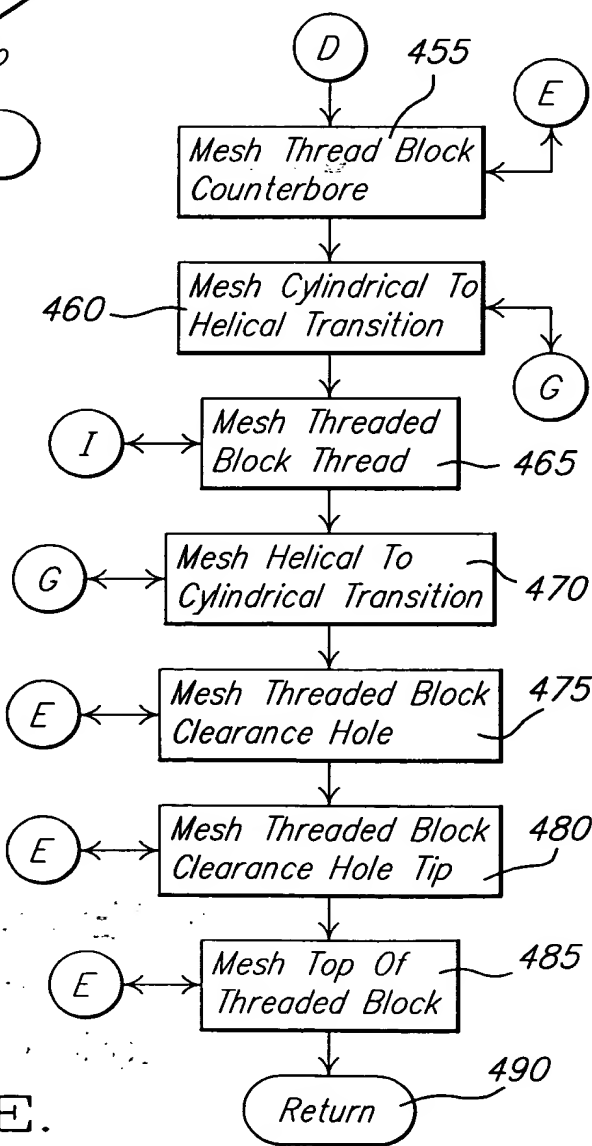 D
455
E
Mesh Thread Block
Counterbore
Mesh Cylindrical To
Helical Transition
460
G
I
Mesh Threaded
Block Thread
465
G
Mesh Helical To
Cylindrical Transition
470
E
Mesh Threaded Block
Clearance Hole
475
E
Mesh Threaded Block
Clearance Hole Tip
480
E
Mesh Top Of
Threaded Block
485
Return
490
E.